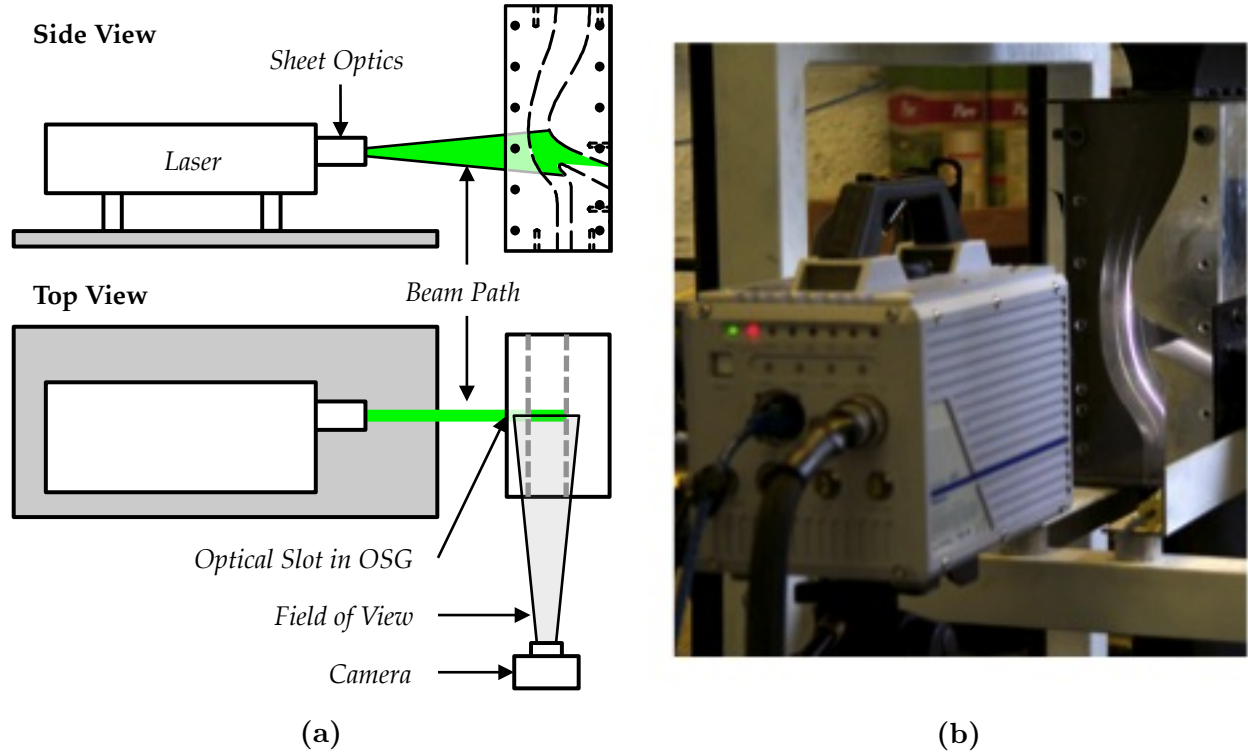 Side View
Sheet Optics
Laser
Beam Path
Top View
Optical Slot in OSG
Field of View
Camera
(a)
(b)